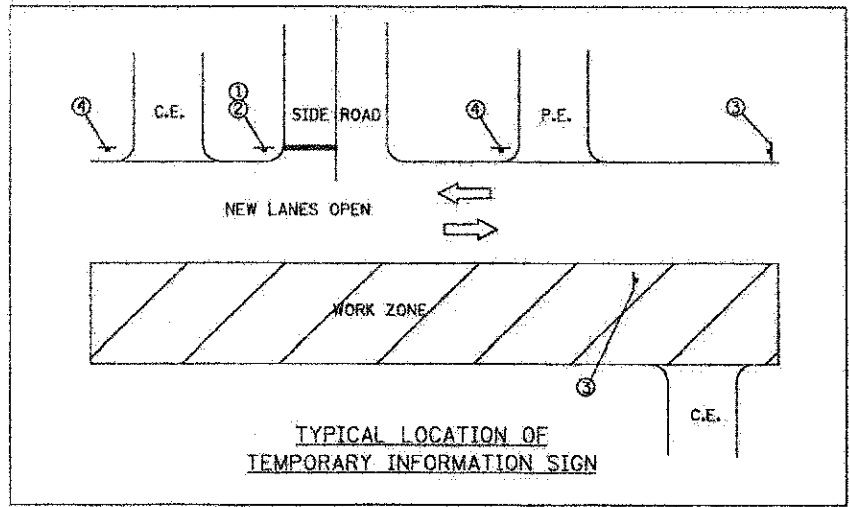 ④
C.E.
①
②
SIDE ROAD
④
P.E.
③
NEW LANES OPEN
WORK ZONE
③
C.E.
TYPICAL LOCATION OF
TEMPORARY INFORMATION SIGN